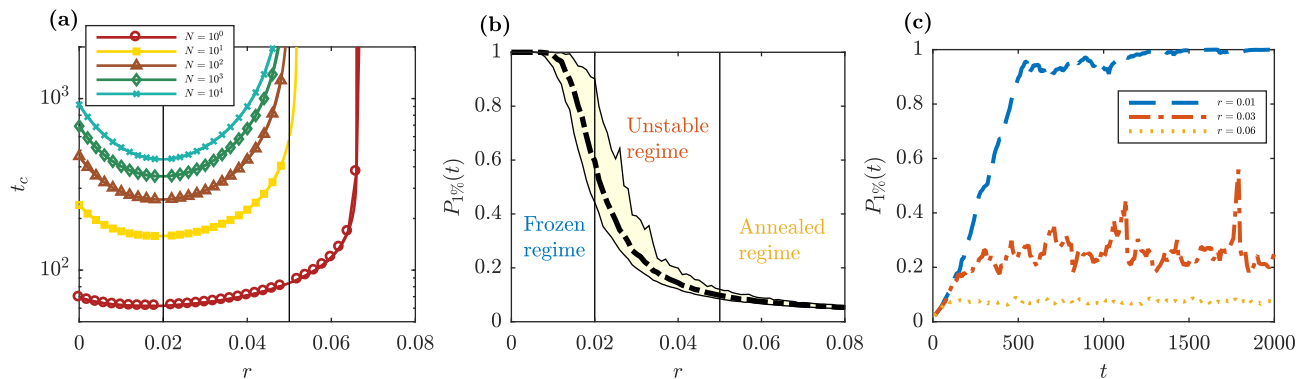 (a)
N = 10^0
N = 10^1
N = 10^2
N = 10^3
N = 10^4
10^3
10^2
t_c
0 0.02 0.04 0.06 0.08
r
(b)
1
0.8
0.6
0.4
0.2
0
P_{1%}(t)
Unstable
regime
Frozen
regime
Annealed
regime
0 0.02 0.04 0.06 0.08
r
(c)
1
0.8
0.6
0.4
0.2
0
P_{1%}(t)
r = 0.01
r = 0.03
r = 0.06
0 500 1000 1500 2000
t